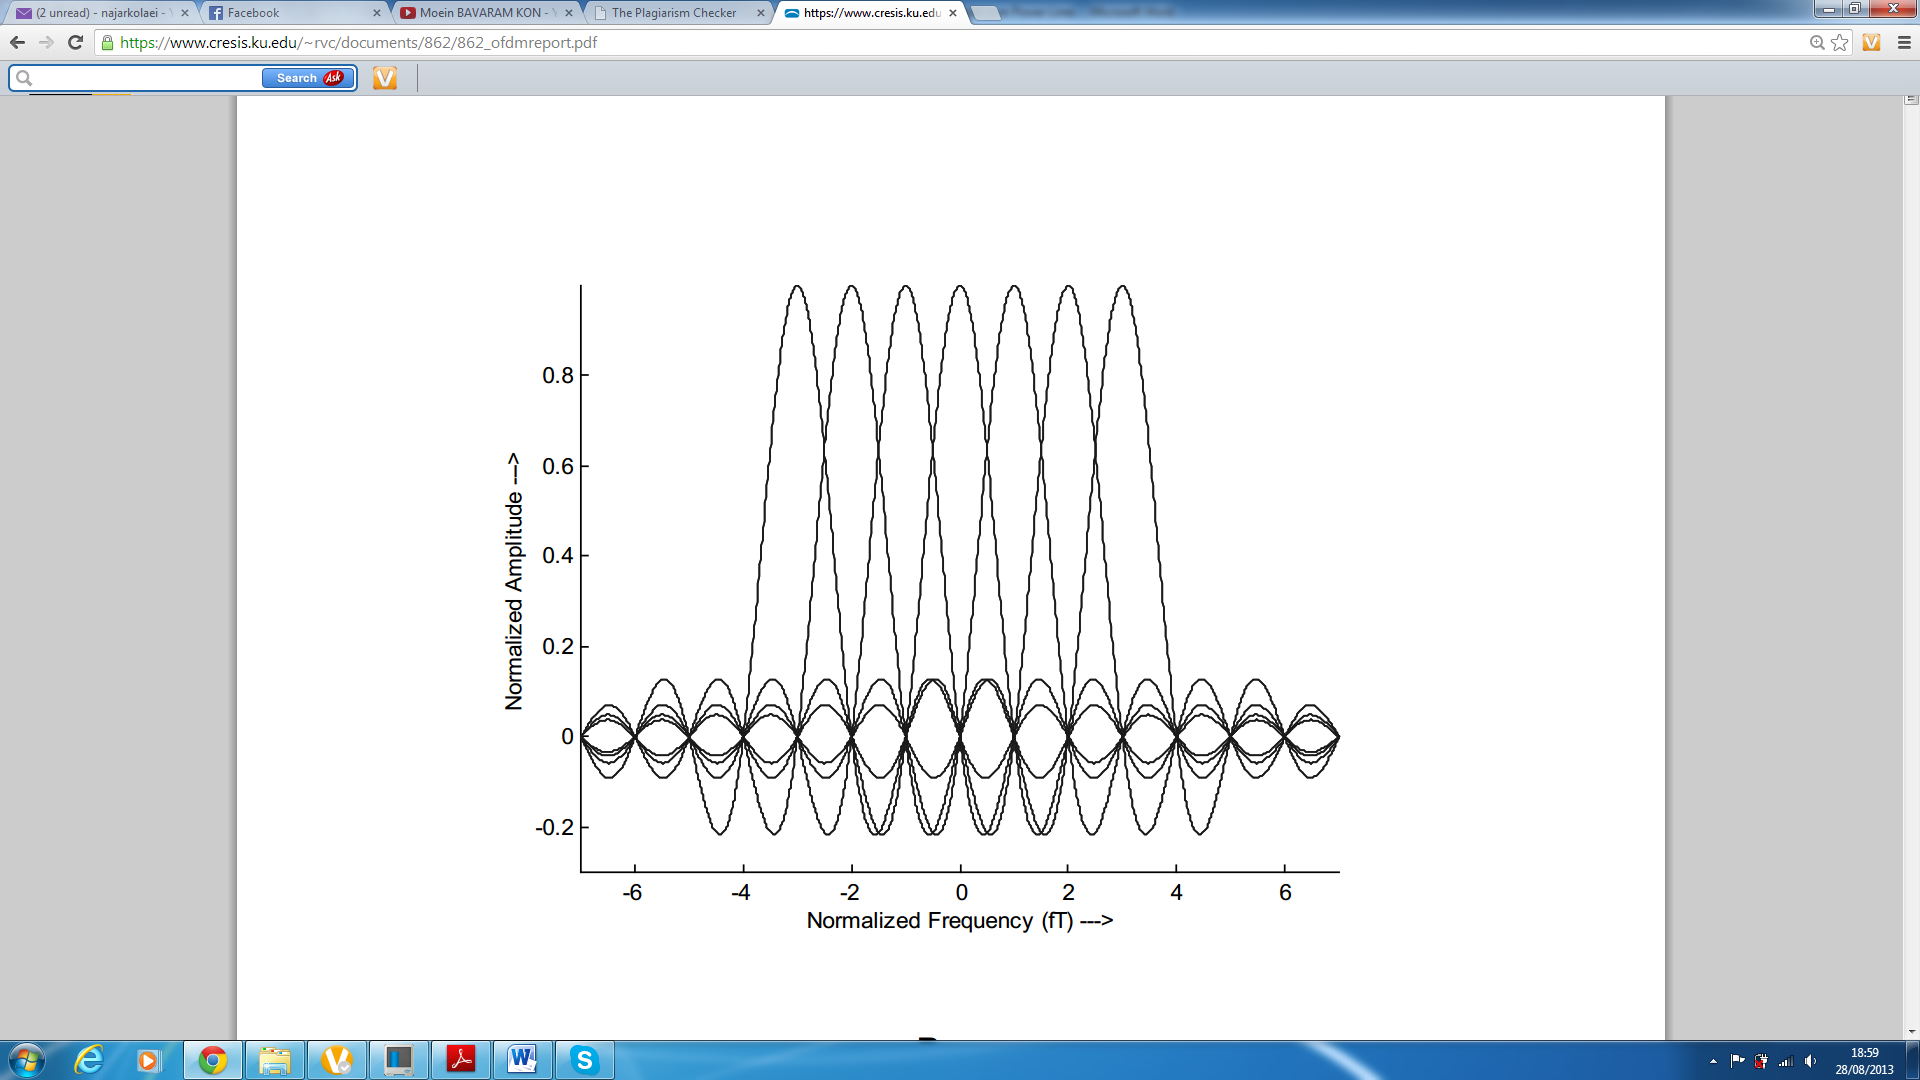 (2 unread) - najarkolaei -
Facebook
Moein BAVARAM KON -
The Plagiarism Checker
https://www.cresis.ku.edu
https://www.cresis.ku.edu/~rvc/documents/862/862_ofdmreport.pdf
Search Ask
0.8
0.6
0.4
0.2
0
-0.2
Normalized Amplitude --->
-6 -4 -2 0 2 4 6
Normalized Frequency (fT) --->
18:59
28/08/2013